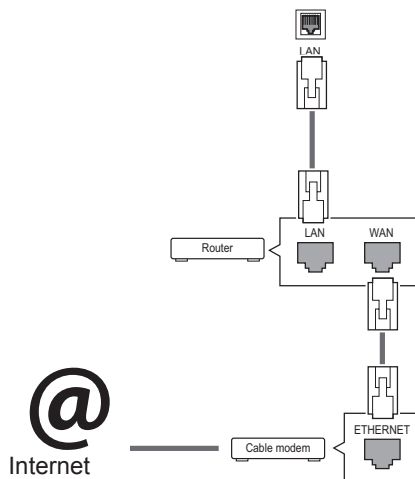 LAN
LAN
WAN
Router
ETHERNET
@
Cable modem
Internet